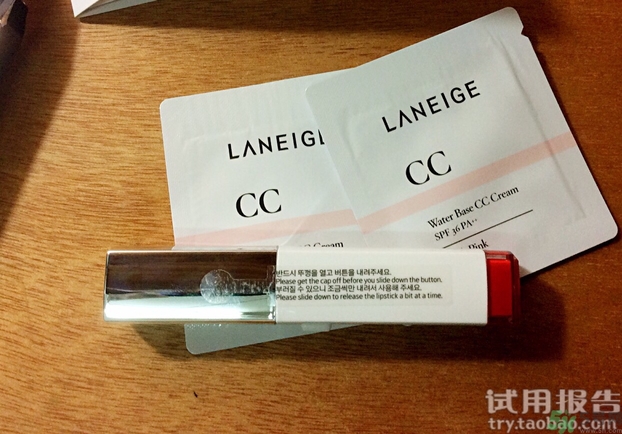 LANEIGE
CC
Cream
LANEIGE
CC
Water Base CC Cream
SPF 36 PA++
Pink
반드시 뚜껑을 열고 버튼을 내려주세요.
Please get the cap off before you slide down the button.
부러질 수 있으니 조금씩만 내려서 사용해 주세요.
Please slide down to release the lipstick a bit at a time.
试用报告
try.taobao.com